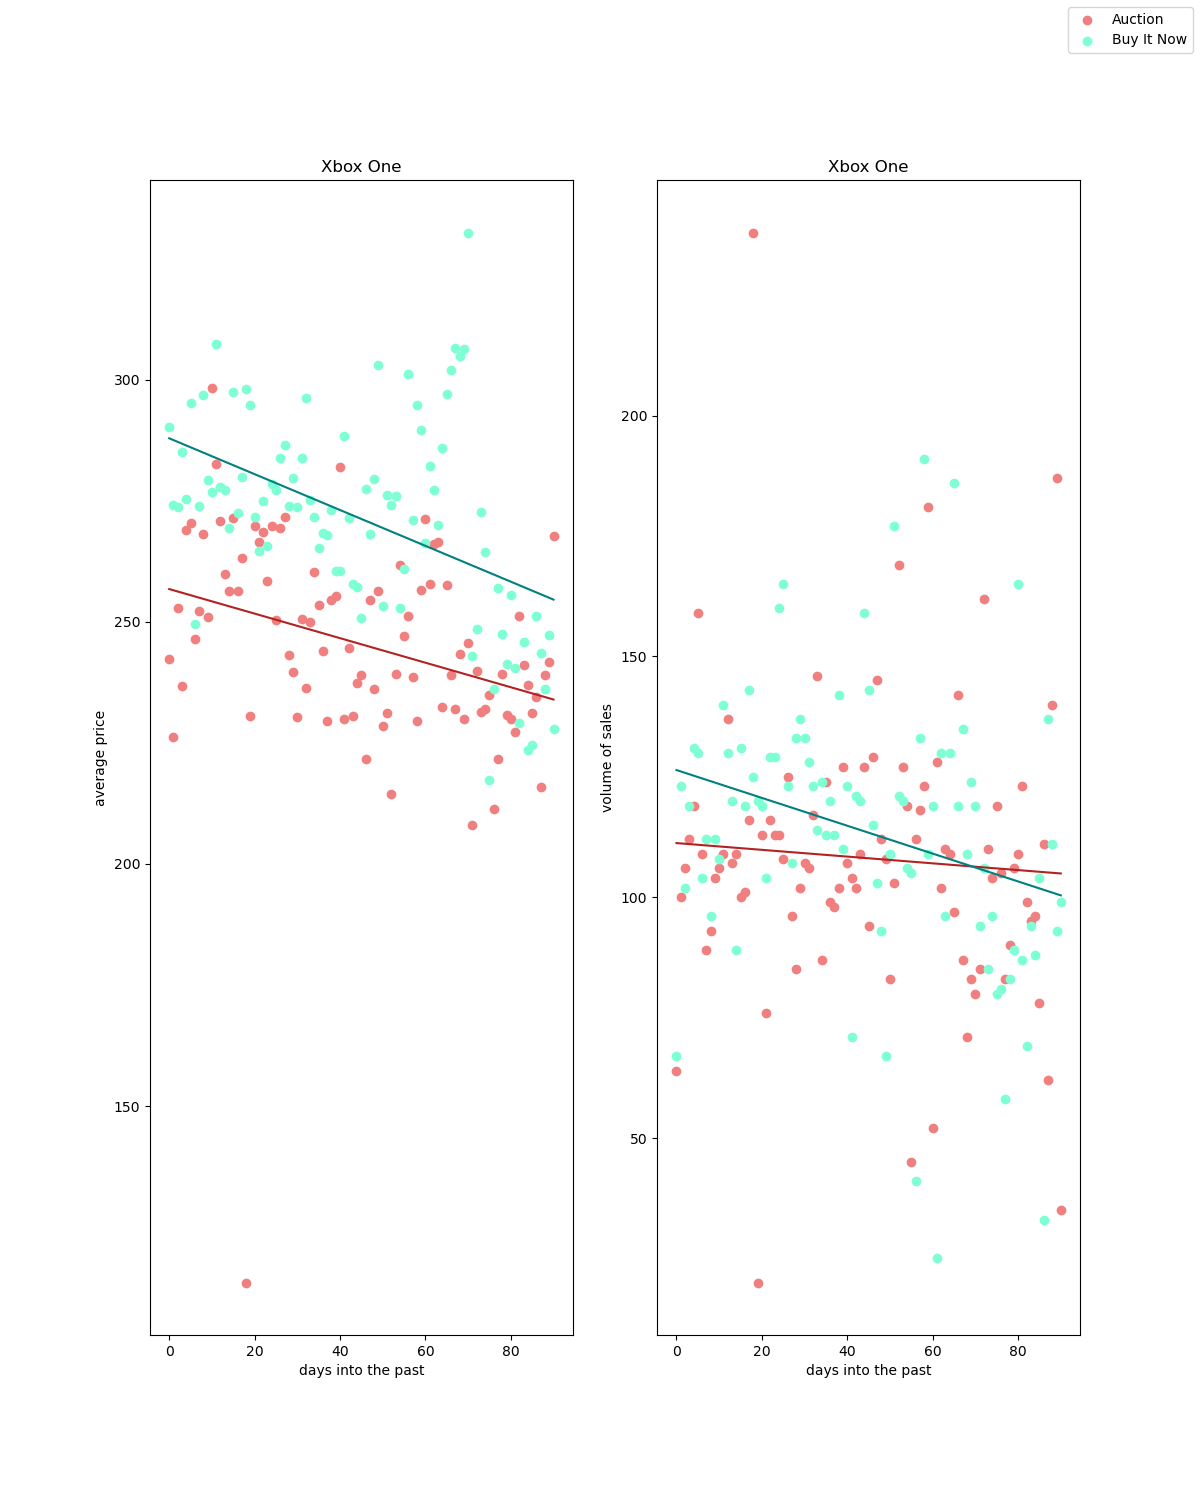 Auction
Buy It Now
Xbox One
average price
300
250
200
150
0 20 40 60 80
days into the past
Xbox One
volume of sales
200
150
100
50
0 20 40 60 80
days into the past